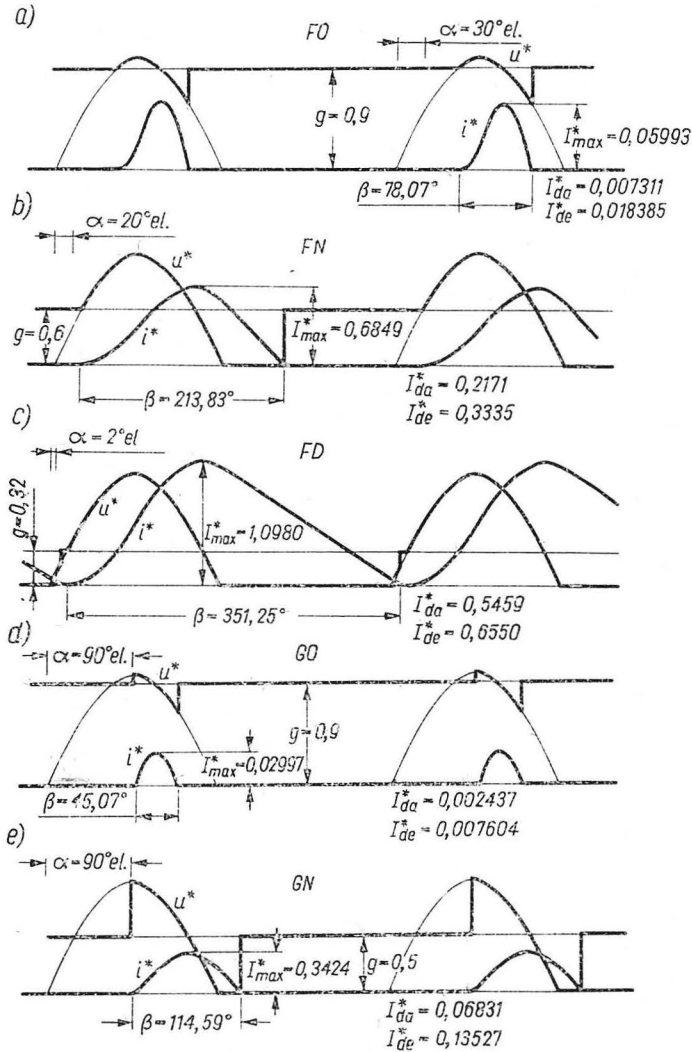 a)
FO
α=30°el.
u*
g=0,9
i*
I*max=0,05993
β=78,07°
I*da=0,007311
I*de=0,018385
b)
α=20°el.
FN
u*
g=0,6
i*
I*max=0,6849
β=213,83°
I*da=0,2171
I*de=0,3335
c)
α=2°el
FD
g=0,32
u*
i*
I*max=1,0980
β=351,25°
I*da=0,5459
I*de=0,6550
d)
α=90°el.
GO
u*
g=0,9
i*
I*max=0,02997
β=45,07°
I*da=0,002437
I*de=0,007604
e)
α=90°el.
GN
u*
i*
I*max=0,3424
g=0,5
β=114,59°
I*da=0,06831
I*de=0,13527